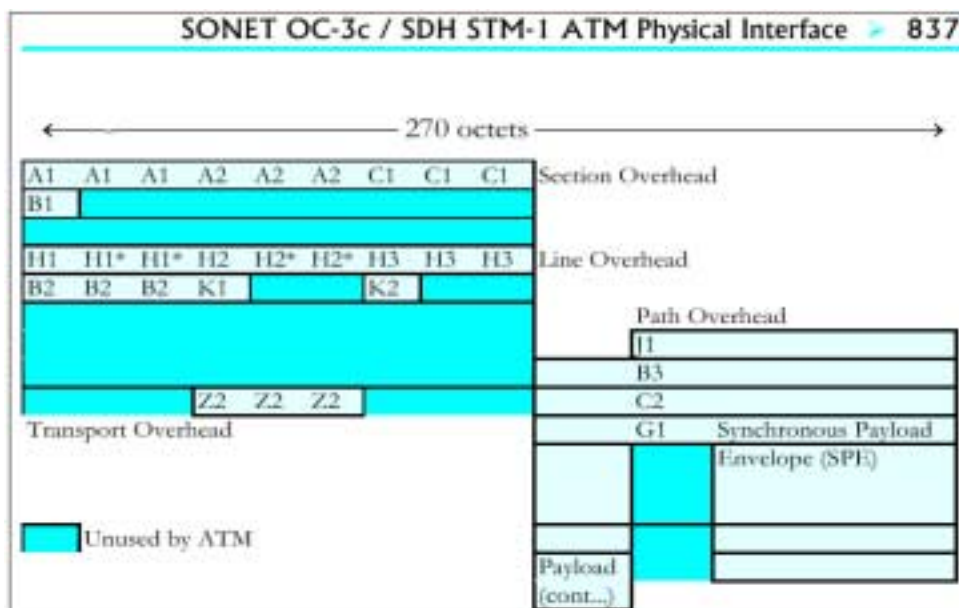 SONET OC-3c / SDH STM-1 ATM Physical Interface > 837
270 octets
A1 A1 A1 A2 A2 A2 C1 C1 C1 Section Overhead
B1
H1 H1* H1* H2 H2* H2* H3 H3 H3 Line Overhead
B2 B2 B2 K1 K2
Path Overhead
J1
B3
Z2 Z2 Z2 C2
Transport Overhead G1 Synchronous Payload
Envelope (SPE)
Unused by ATM
Payload
(cont...)